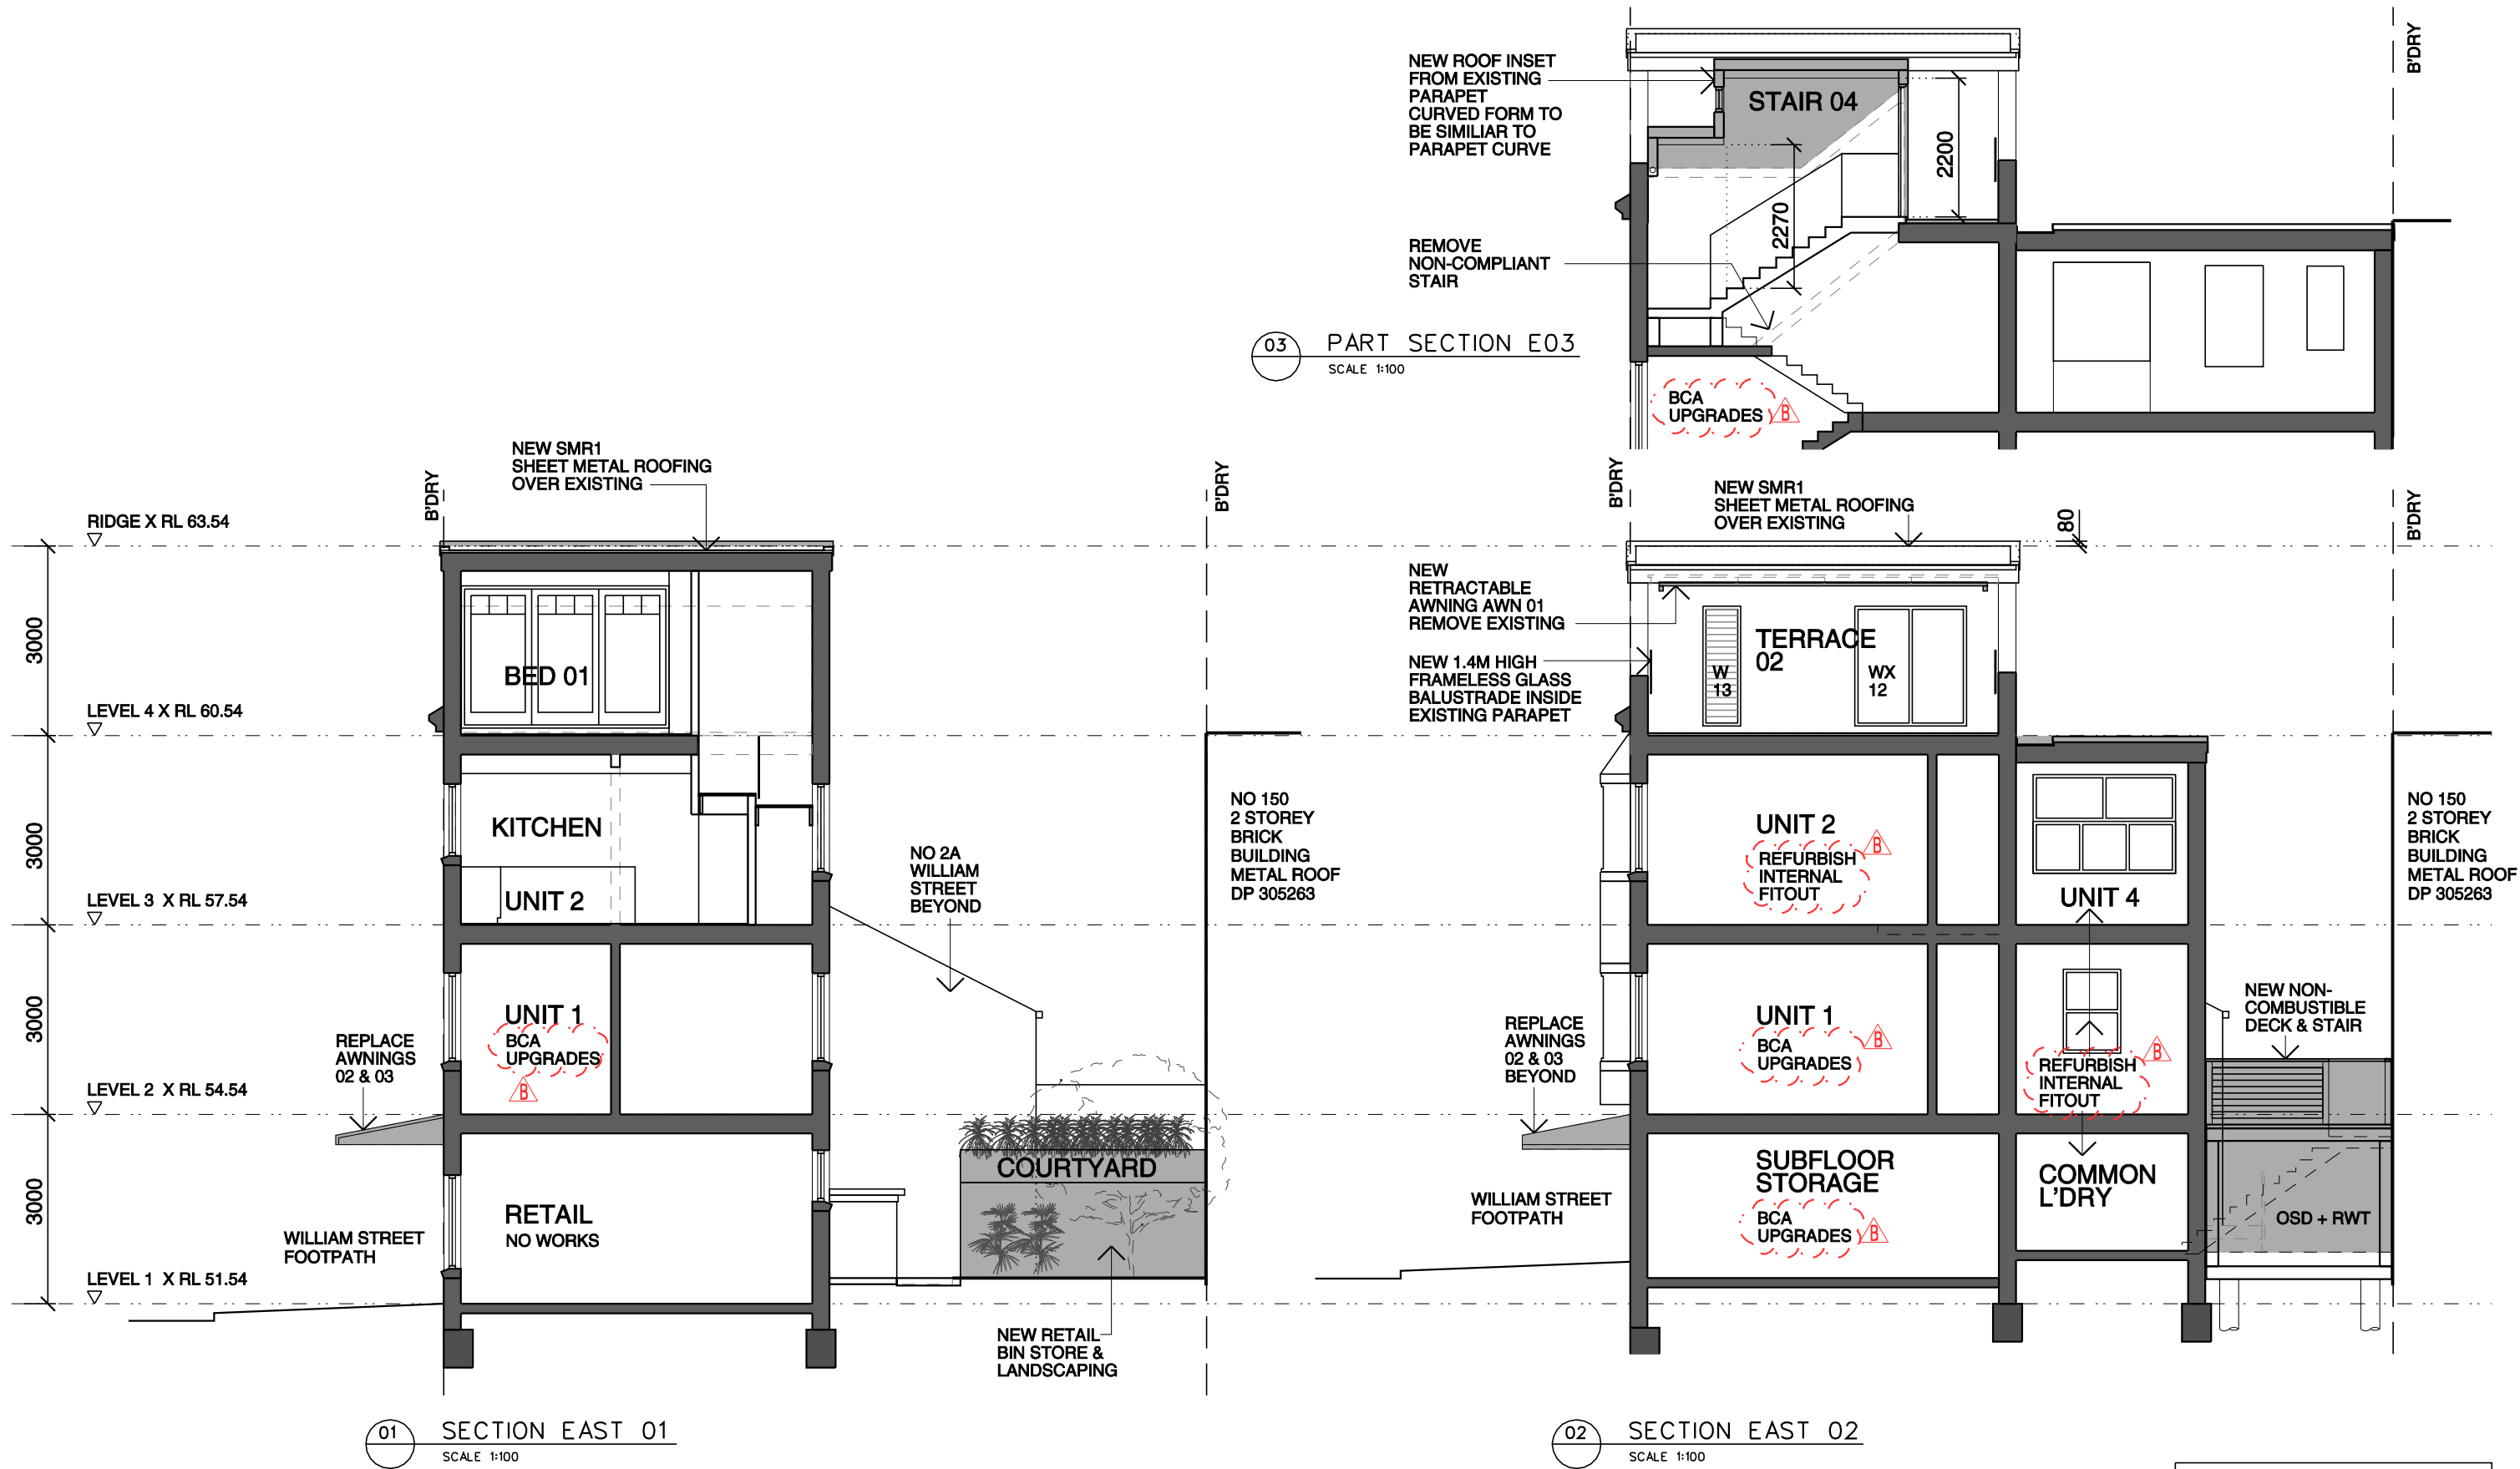 NEW ROOF INSET
FROM EXISTING
PARAPET
CURVED FORM TO
BE SIMILIAR TO
PARAPET CURVE
STAIR 04
2200
2270
B'DRY
REMOVE
NON-COMPLIANT
STAIR
03
PART SECTION E03
SCALE 1:100
BCA
UPGRADES
B
NEW SMR1
SHEET METAL ROOFING
OVER EXISTING
B'DRY
B'DRY
RIDGE X RL 63.54
3000
BED 01
LEVEL 4 X RL 60.54
3000
KITCHEN
UNIT 2
LEVEL 3 X RL 57.54
3000
UNIT 1
BCA
UPGRADES
B
REPLACE
AWNINGS
02 & 03
LEVEL 2 X RL 54.54
3000
RETAIL
NO WORKS
WILLIAM STREET
FOOTPATH
LEVEL 1 X RL 51.54
NO 2A
WILLIAM
STREET
BEYOND
NO 150
2 STOREY
BRICK
BUILDING
METAL ROOF
DP 305263
COURTYARD
NEW RETAIL
BIN STORE &
LANDSCAPING
01
SECTION EAST 01
SCALE 1:100
B'DRY
NEW SMR1
SHEET METAL ROOFING
OVER EXISTING
80
B'DRY
NEW
RETRACTABLE
AWNING AWN 01
REMOVE EXISTING
NEW 1.4M HIGH
FRAMELESS GLASS
BALUSTRADE INSIDE
EXISTING PARAPET
W
13
TERRACE
02
WX
12
UNIT 2
REFURBISH
INTERNAL
FITOUT
B
UNIT 4
NO 150
2 STOREY
BRICK
BUILDING
METAL ROOF
DP 305263
REPLACE
AWNINGS
02 & 03
BEYOND
UNIT 1
BCA
UPGRADES
B
REFURBISH
INTERNAL
FITOUT
B
NEW NON-
COMBUSTIBLE
DECK & STAIR
WILLIAM STREET
FOOTPATH
SUBFLOOR
STORAGE
BCA
UPGRADES
B
COMMON
L'DRY
OSD + RWT
02
SECTION EAST 02
SCALE 1:100